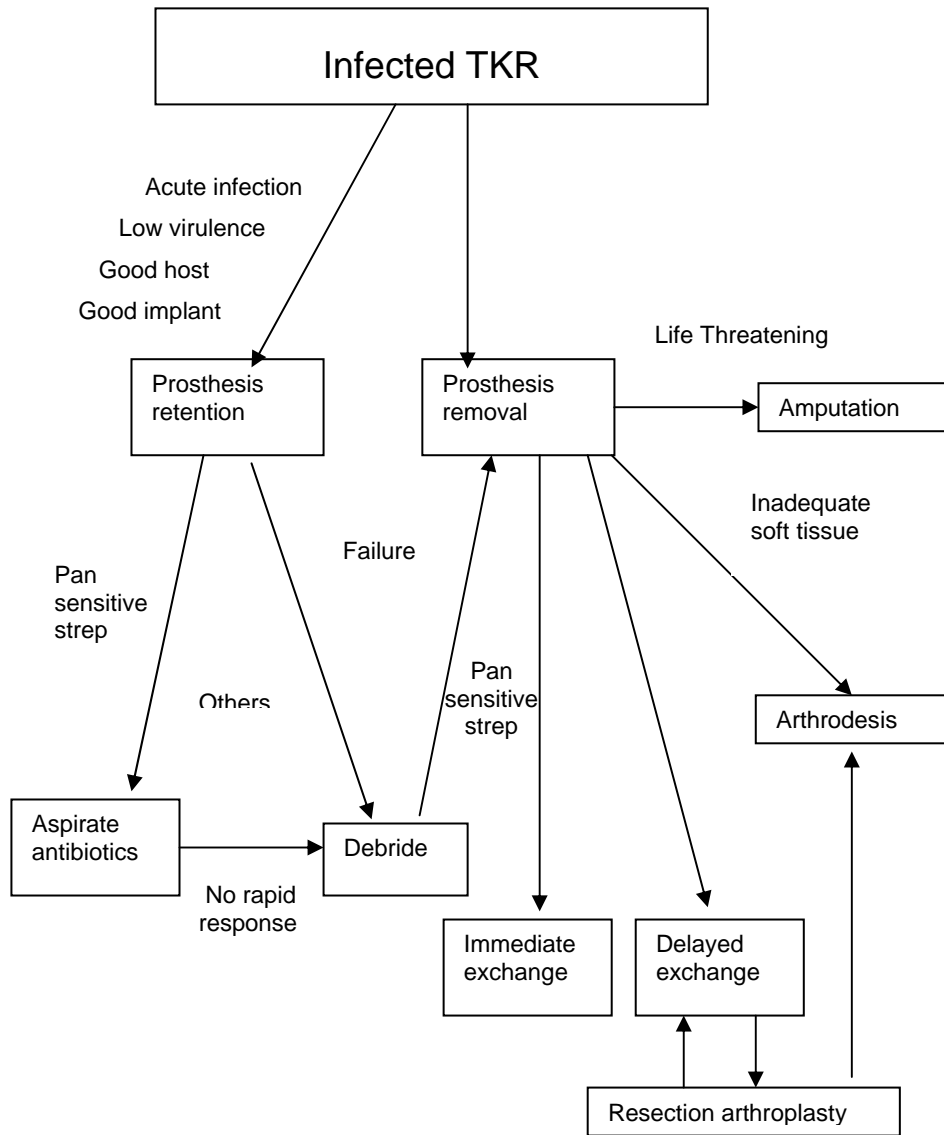 Infected TKR
Acute infection
Low virulence
Good host
Good implant
Life Threatening
Prosthesis
retention
Prosthesis
removal
Amputation
Inadequate
soft tissue
Failure
Pan
sensitive
strep
Pan
sensitive
strep
Others
Arthrodesis
Aspirate
antibiotics
Debride
No rapid
response
Immediate
exchange
Delayed
exchange
Resection arthroplasty